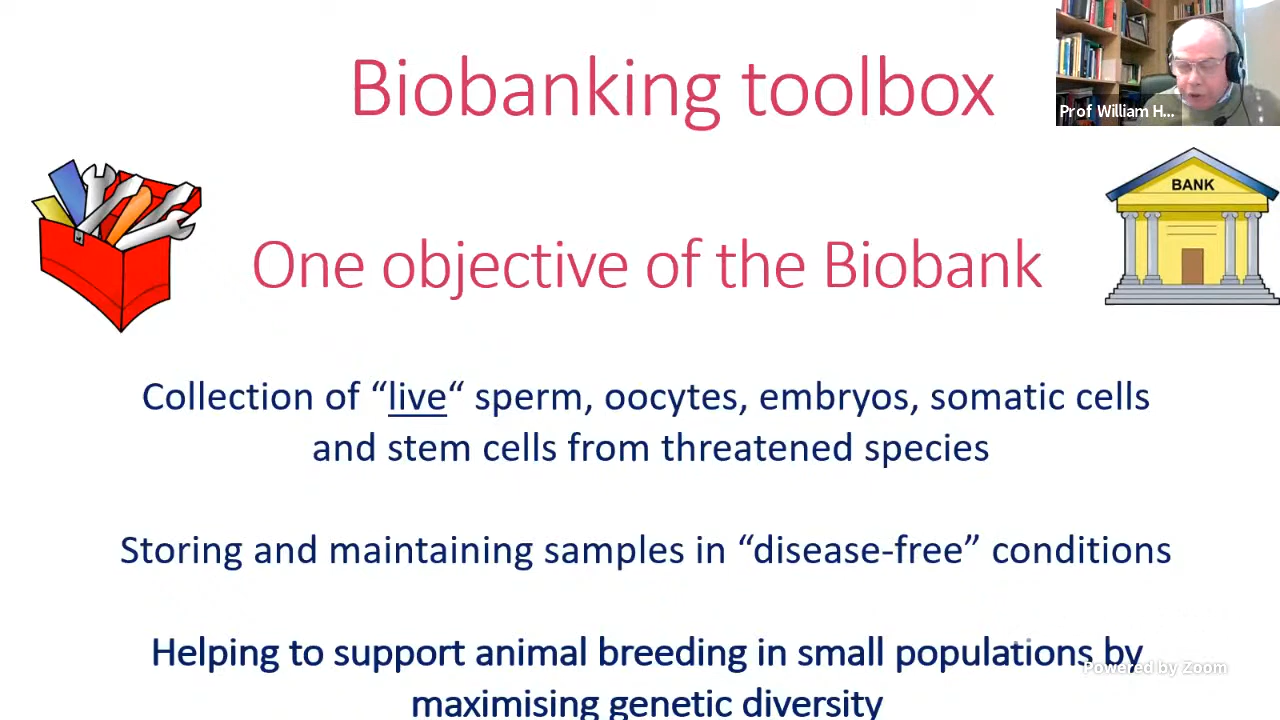 Biobanking toolbox
Prof William H...
BANK
One objective of the Biobank
Collection of “live“ sperm, oocytes, embryos, somatic cells
and stem cells from threatened species
Storing and maintaining samples in “disease-free” conditions
Helping to support animal breeding in small populations by
maximising genetic diversity
Powered by Zoom